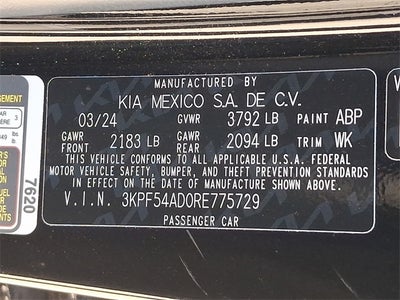 MANUFACTURED BY
KIA MEXICO S.A. DE C.V.
03/24 GVWR 3792 LB PAINT ABP
GAWR FRONT 2183 LB GAWR REAR 2094 LB TRIM WK
THIS VEHICLE CONFORMS TO ALL APPLICABLE U.S.A. FEDERAL
MOTOR VEHICLE SAFETY, BUMPER, AND THEFT PREVENTION STANDARDS
IN EFFECT ON THE DATE OF MANUFACTURE SHOWN ABOVE.
V.I.N. 3KPF54AD0RE775729
PASSENGER CAR
7620